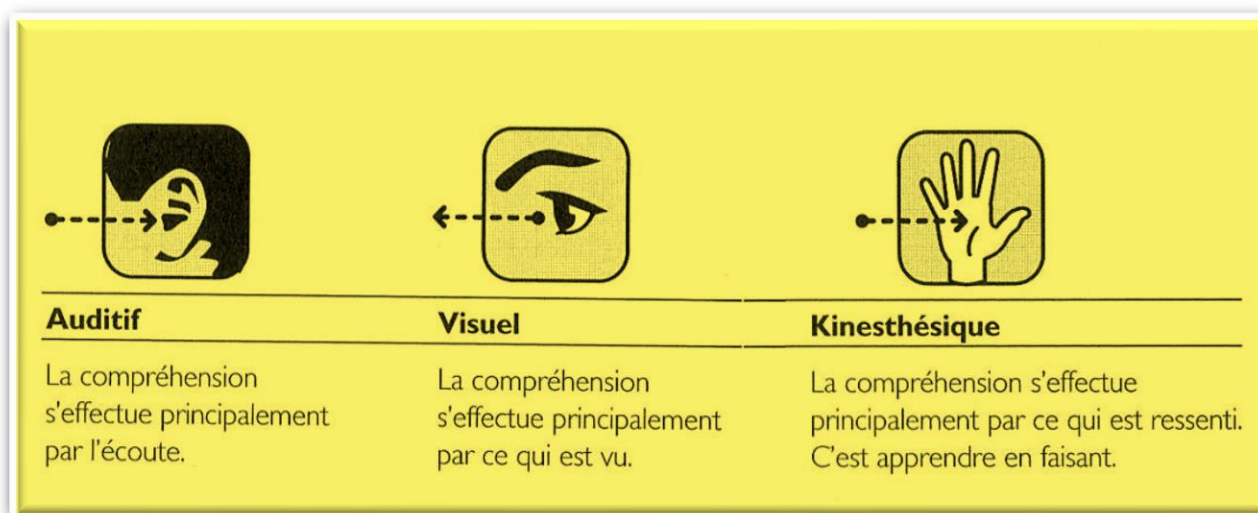 Auditif
La compréhension
s'effectue principalement
par l'écoute.
Visuel
La compréhension
s'effectue principalement
par ce qui est vu.
Kinesthésique
La compréhension s'effectue
principalement par ce qui est ressenti.
C'est apprendre en faisant.